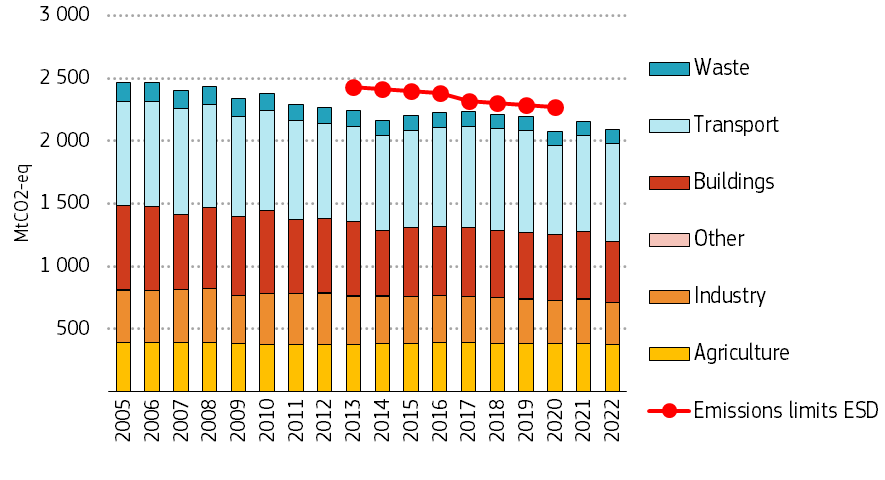 3 000
2 500
2 000
1 500
1 000
500
MtCO2-eq
2005 2006 2007 2008 2009 2010 2011 2012 2013 2014 2015 2016 2017 2018 2019 2020 2021 2022
Waste
Transport
Buildings
Other
Industry
Agriculture
Emissions limits ESD